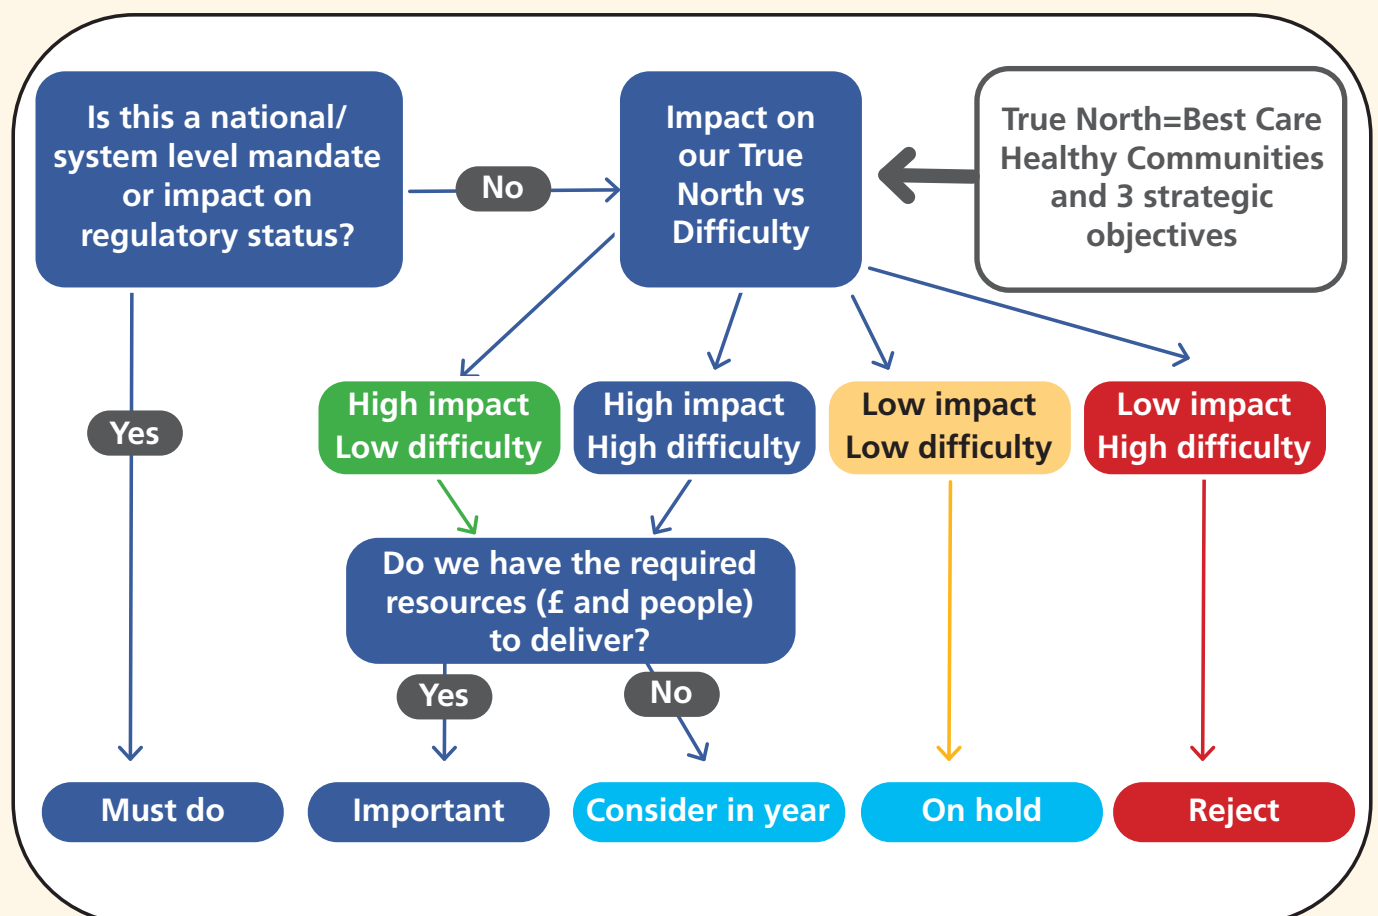 Is this a national/
system level mandate
or impact on
regulatory status?
No
Impact on
our True
North vs
Difficulty
True North=Best Care
Healthy Communities
and 3 strategic
objectives
Yes
High impact
Low difficulty
High impact
High difficulty
Low impact
Low difficulty
Low impact
High difficulty
Do we have the required
resources (£ and people)
to deliver?
Yes
No
Must do
Important
Consider in year
On hold
Reject